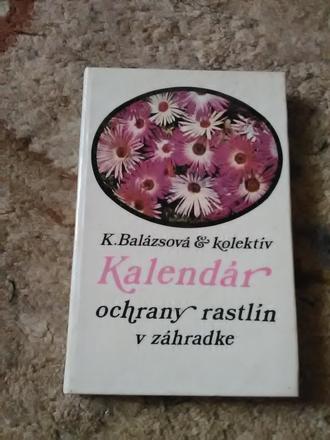 K. Balázsová & kolektív
Kalendár
ochrany rastlín
v záhradke